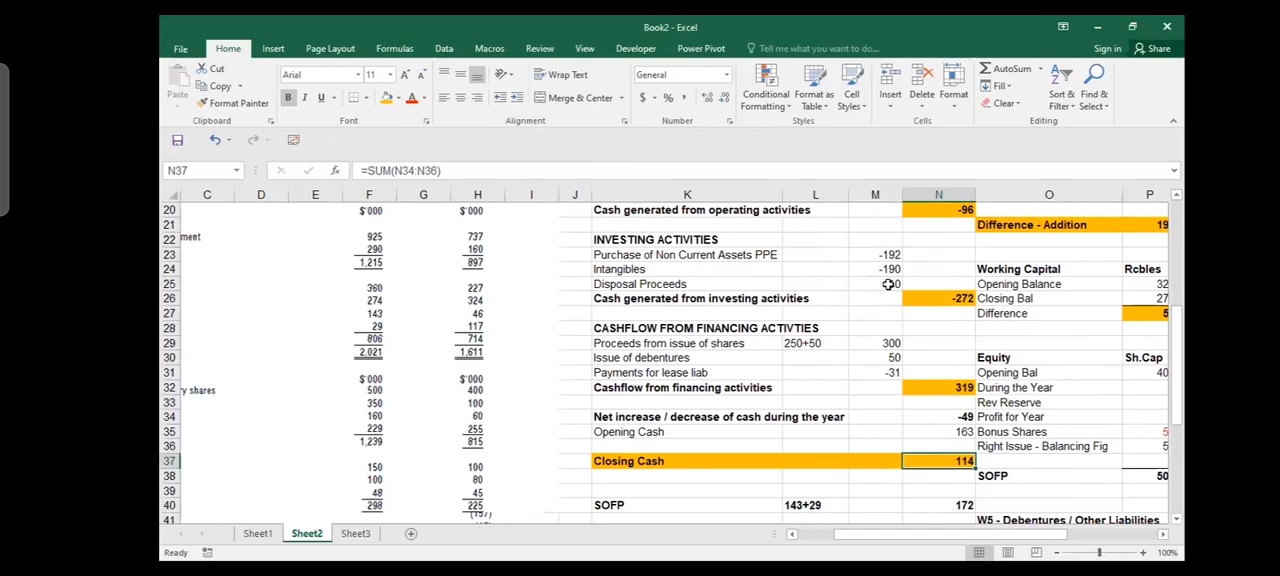 Book2 - Excel
File Home Insert Page Layout Formulas Data Macros Review View Developer Power Pivot Tell me what you want to do... Sign in Share
Paste Cut Copy Format Painter Clipboard
Arial 11 B I U Font
Wrap Text Merge & Center Alignment
General $ % , Number
Conditional Formatting Format as Table Cell Styles Styles
Insert Delete Format Cells
AutoSum Fill Clear Sort & Filter Find & Select Editing
N37 fx =SUM(N34:N36)
C D E F G H I J K L M N O P
20 $'000 $'000 Cash generated from operating activities -96
21 Difference - Addition 19
22 ment 925 737 INVESTING ACTIVITIES
23 290 160 Purchase of Non Current Assets PPE -192
24 1,215 897 Intangibles -190 Working Capital Rcbles
25 360 227 Disposal Proceeds 0 Opening Balance 32
26 274 324 Cash generated from investing activities -272 Closing Bal 27
27 143 46 Difference 5
28 29 117 CASHFLOW FROM FINANCING ACTIVTIES
29 806 714 Proceeds from issue of shares 250+50 300
30 2,021 1,611 Issue of debentures 50 Equity Sh.Cap
31 $'000 $'000 Payments for lease liab -31 Opening Bal 40
32 ry shares 500 400 Cashflow from financing activities 319 During the Year
33 350 100 Rev Reserve
34 160 60 Net increase / decrease of cash during the year -49 Profit for Year
35 229 255 Opening Cash 163 Bonus Shares 5
36 1,239 815 Right Issue - Balancing Fig 5
37 150 100 Closing Cash 114
38 100 80 SOFP 50
39 48 45
40 298 225 SOFP 143+29 172
41 W5 - Debentures / Other Liabilities
Sheet1 Sheet2 Sheet3
Ready 100%